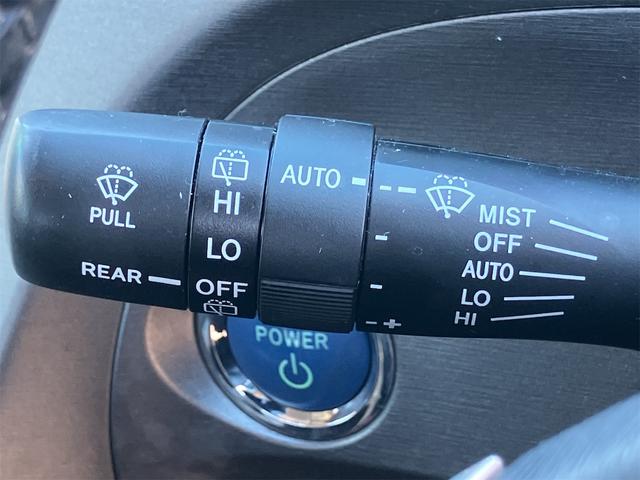 PULL
REAR
HI
LO
OFF
AUTO
MIST
OFF
AUTO
LO
HI
POWER